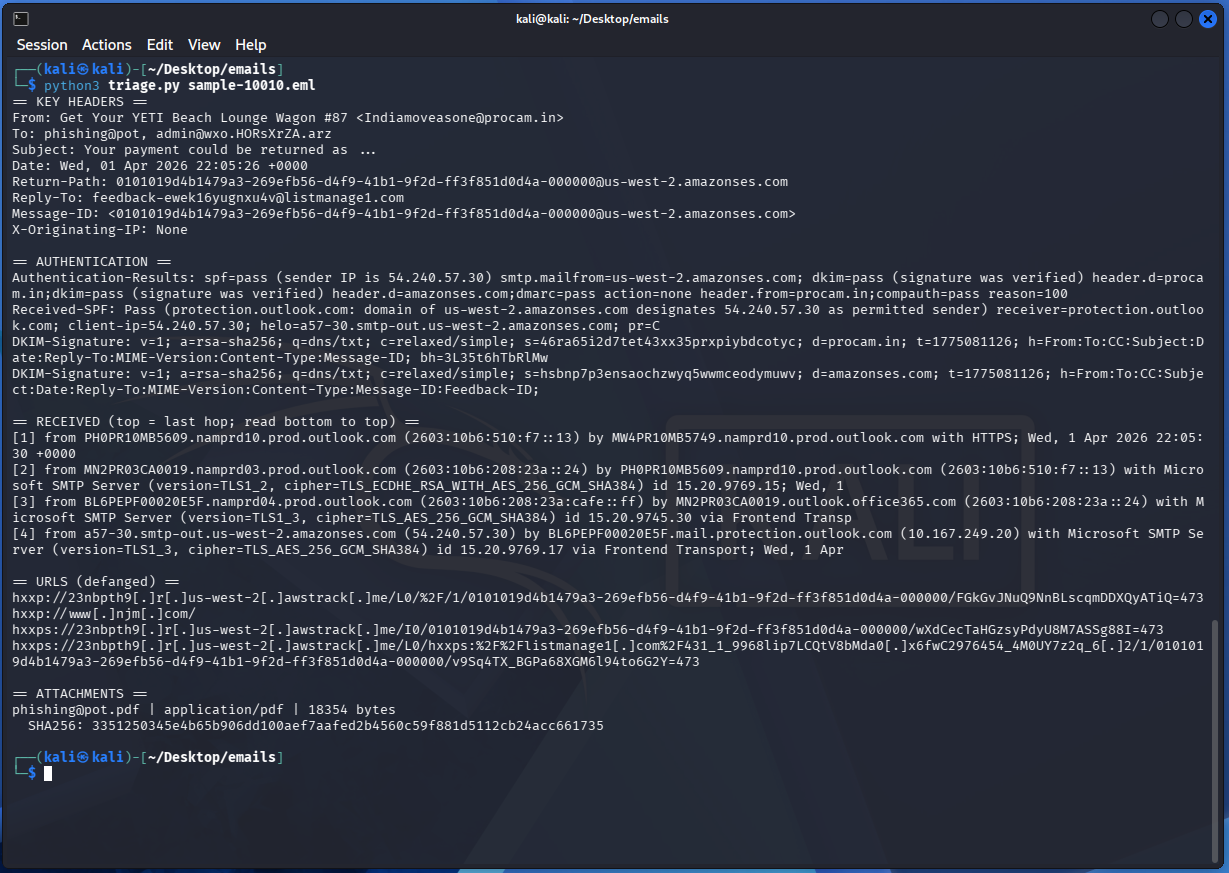 kali@kali: ~/Desktop/emails
Session Actions Edit View Help
┌──(kali㉿kali)-[~/Desktop/emails]
└─$ python3 triage.py sample-10010.eml
== KEY HEADERS ==
From: Get Your YETI Beach Lounge Wagon #87 <Indiamoveasone@procam.in>
To: phishing@pot, admin@wxo.HORsXrZA.arz
Subject: Your payment could be returned as ...
Date: Wed, 01 Apr 2026 22:05:26 +0000
Return-Path: 0101019d4b1479a3-269efb56-d4f9-41b1-9f2d-ff3f851d0d4a-000000@us-west-2.amazonses.com
Reply-To: feedback-ewek16yugnxu4v@listmanage1.com
Message-ID: <0101019d4b1479a3-269efb56-d4f9-41b1-9f2d-ff3f851d0d4a-000000@us-west-2.amazonses.com>
X-Originating-IP: None
== AUTHENTICATION ==
Authentication-Results: spf=pass (sender IP is 54.240.57.30) smtp.mailfrom=us-west-2.amazonses.com; dkim=pass (signature was verified) header.d=proca
m.in;dkim=pass (signature was verified) header.d=amazonses.com;dmarc=pass action=none header.from=procam.in;compauth=pass reason=100
Received-SPF: Pass (protection.outlook.com: domain of us-west-2.amazonses.com designates 54.240.57.30 as permitted sender) receiver=protection.outloo
k.com; client-ip=54.240.57.30; helo=a57-30.smtp-out.us-west-2.amazonses.com; pr=C
DKIM-Signature: v=1; a=rsa-sha256; q=dns/txt; c=relaxed/simple; s=46ra65i2d7tet43xx35prxpiybdcotyc; d=procam.in; t=1775081126; h=From:To:CC:Subject:D
ate:Reply-To:MIME-Version:Content-Type:Message-ID; bh=3L35t6hTbRlMw
DKIM-Signature: v=1; a=rsa-sha256; q=dns/txt; c=relaxed/simple; s=hsbnp7p3ensaochzwyq5wwmceodymuwv; d=amazonses.com; t=1775081126; h=From:To:CC:Subje
ct:Date:Reply-To:MIME-Version:Content-Type:Message-ID:Feedback-ID;
== RECEIVED (top = last hop; read bottom to top) ==
[1] from PH0PR10MB5609.namprd10.prod.outlook.com (2603:10b6:510:f7::13) by MW4PR10MB5749.namprd10.prod.outlook.com with HTTPS; Wed, 1 Apr 2026 22:05:
30 +0000
[2] from MN2PR03CA0019.namprd03.prod.outlook.com (2603:10b6:208:23a::24) by PH0PR10MB5609.namprd10.prod.outlook.com (2603:10b6:510:f7::13) with Micro
soft SMTP Server (version=TLS1_2, cipher=TLS_ECDHE_RSA_WITH_AES_256_GCM_SHA384) id 15.20.9769.15; Wed, 1
[3] from BL6PEPF00020E5F.namprd04.prod.outlook.com (2603:10b6:208:23a:cafe::ff) by MN2PR03CA0019.outlook.office365.com (2603:10b6:208:23a::24) with M
icrosoft SMTP Server (version=TLS1_3, cipher=TLS_AES_256_GCM_SHA384) id 15.20.9745.30 via Frontend Transp
[4] from a57-30.smtp-out.us-west-2.amazonses.com (54.240.57.30) by BL6PEPF00020E5F.mail.protection.outlook.com (10.167.249.20) with Microsoft SMTP Se
rver (version=TLS1_3, cipher=TLS_AES_256_GCM_SHA384) id 15.20.9769.17 via Frontend Transport; Wed, 1 Apr
== URLS (defanged) ==
hxxp://23nbpth9[.]r[.]us-west-2[.]awstrack[.]me/L0/%2F/1/0101019d4b1479a3-269efb56-d4f9-41b1-9f2d-ff3f851d0d4a-000000/FGkGvJNuQ9NnBLscqmDDXQyATiQ=473
hxxp://www[.]njm[.]com/
hxxps://23nbpth9[.]r[.]us-west-2[.]awstrack[.]me/I0/0101019d4b1479a3-269efb56-d4f9-41b1-9f2d-ff3f851d0d4a-000000/wXdCecTaHGzsyPdyU8M7ASSg88I=473
hxxps://23nbpth9[.]r[.]us-west-2[.]awstrack[.]me/L0/hxxps:%2F%2Flistmanage1[.]com%2F431_1_9968lip7LCQtV8bMda0[.]x6fwC2976454_4M0UY7z2q_6[.]2/1/010101
9d4b1479a3-269efb56-d4f9-41b1-9f2d-ff3f851d0d4a-000000/v9Sq4TX_BGPa68XGM6l94to6G2Y=473
== ATTACHMENTS ==
phishing@pot.pdf | application/pdf | 18354 bytes
SHA256: 3351250345e4b65b906dd100aef7aafed2b4560c59f881d5112cb24acc661735
┌──(kali㉿kali)-[~/Desktop/emails]
└─$
KALI